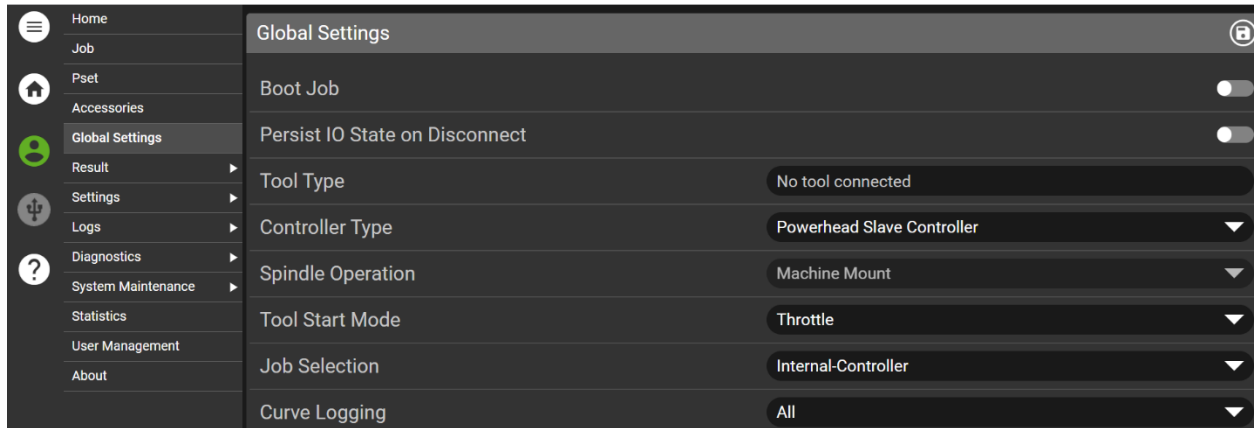 Home
Job
Pset
Accessories
Global Settings
Result
Settings
Logs
Diagnostics
System Maintenance
Statistics
User Management
About
Global Settings
Boot Job
Persist IO State on Disconnect
Tool Type No tool connected
Controller Type Powerhead Slave Controller
Spindle Operation Machine Mount
Tool Start Mode Throttle
Job Selection Internal-Controller
Curve Logging All